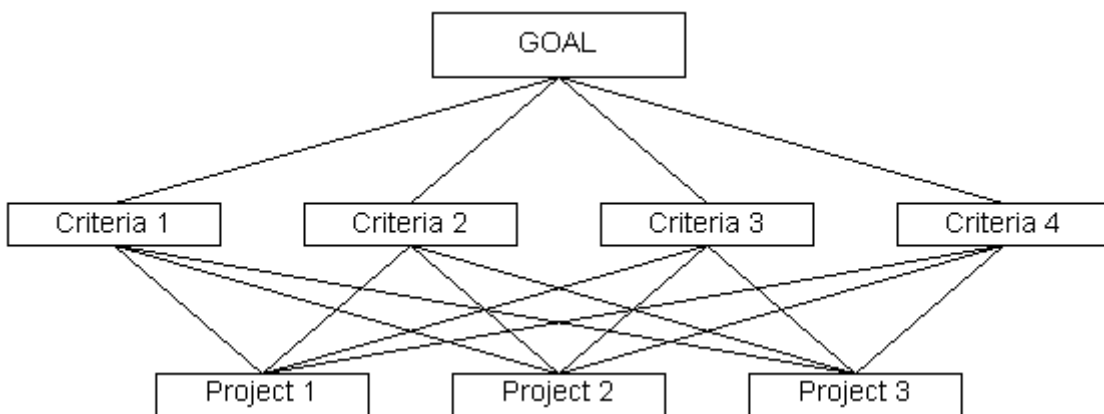 GOAL
Criteria 1
Criteria 2
Criteria 3
Criteria 4
Project 1
Project 2
Project 3